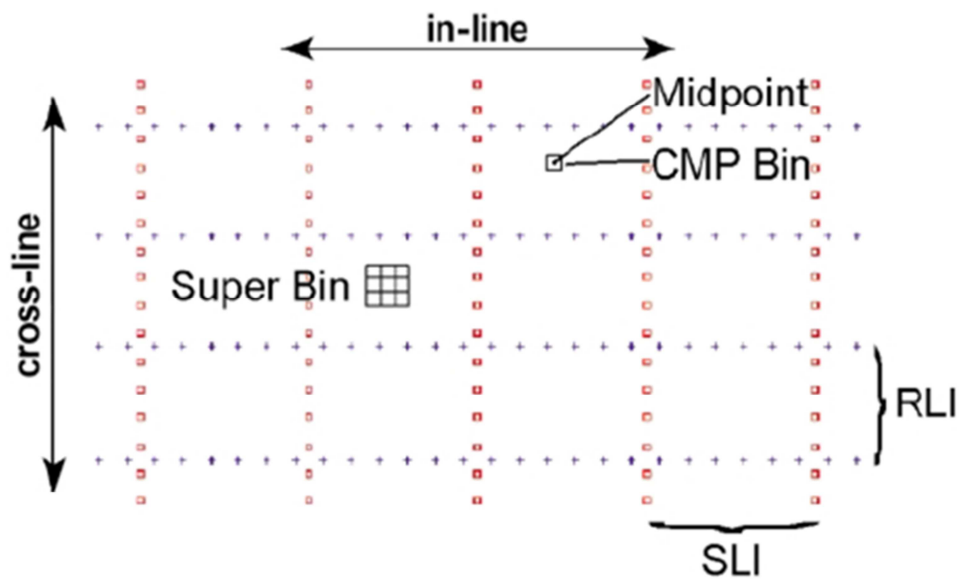 in-line
Midpoint
CMP Bin
cross-line
Super Bin
RLI
SLI